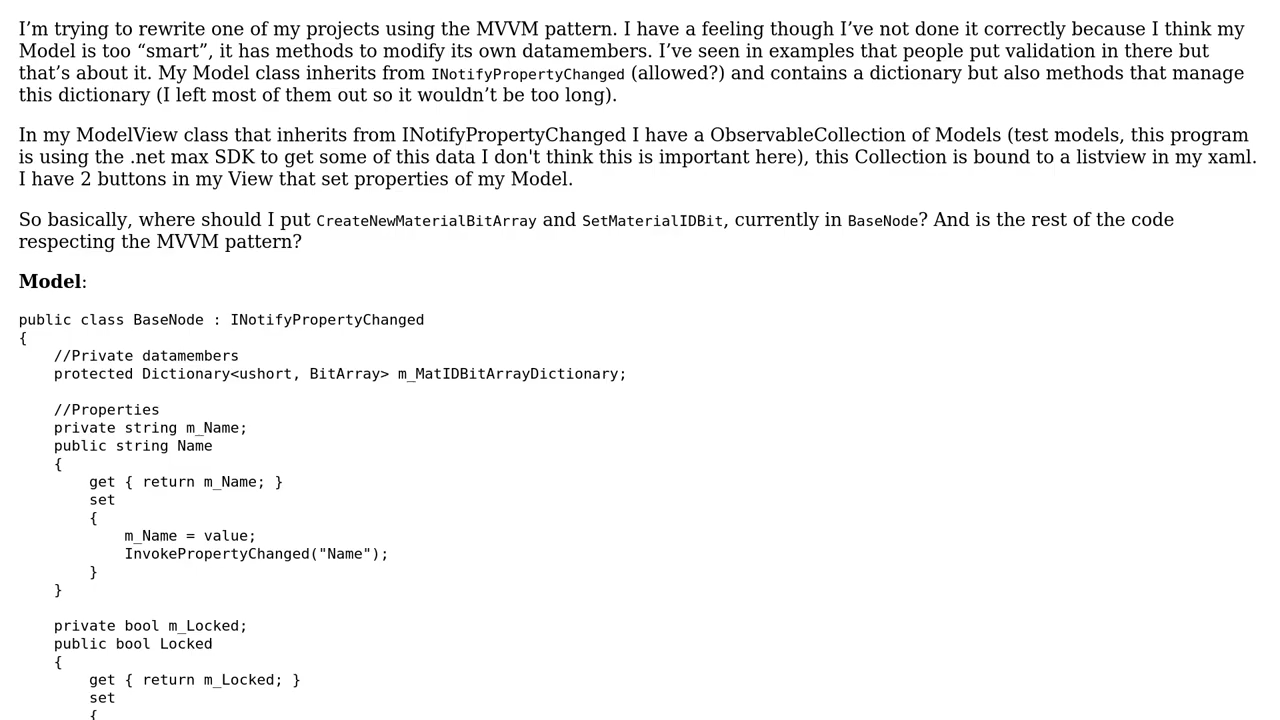 I’m trying to rewrite one of my projects using the MVVM pattern. I have a feeling though I’ve not done it correctly because I think my
Model is too “smart”, it has methods to modify its own datamembers. I’ve seen in examples that people put validation in there but
that’s about it. My Model class inherits from INotifyPropertyChanged (allowed?) and contains a dictionary but also methods that manage
this dictionary (I left most of them out so it wouldn’t be too long).
In my ModelView class that inherits from INotifyPropertyChanged I have a ObservableCollection of Models (test models, this program
is using the .net max SDK to get some of this data I don't think this is important here), this Collection is bound to a listview in my xaml.
I have 2 buttons in my View that set properties of my Model.
So basically, where should I put CreateNewMaterialBitArray and SetMaterialIDBit, currently in BaseNode? And is the rest of the code
respecting the MVVM pattern?
Model:
public class BaseNode : INotifyPropertyChanged
{
    //Private datamembers
    protected Dictionary<ushort, BitArray> m_MatIDBitArrayDictionary;
    //Properties
    private string m_Name;
    public string Name
    {
        get { return m_Name; }
        set
        {
            m_Name = value;
            InvokePropertyChanged("Name");
        }
    }
    private bool m_Locked;
    public bool Locked
    {
        get { return m_Locked; }
        set
        {